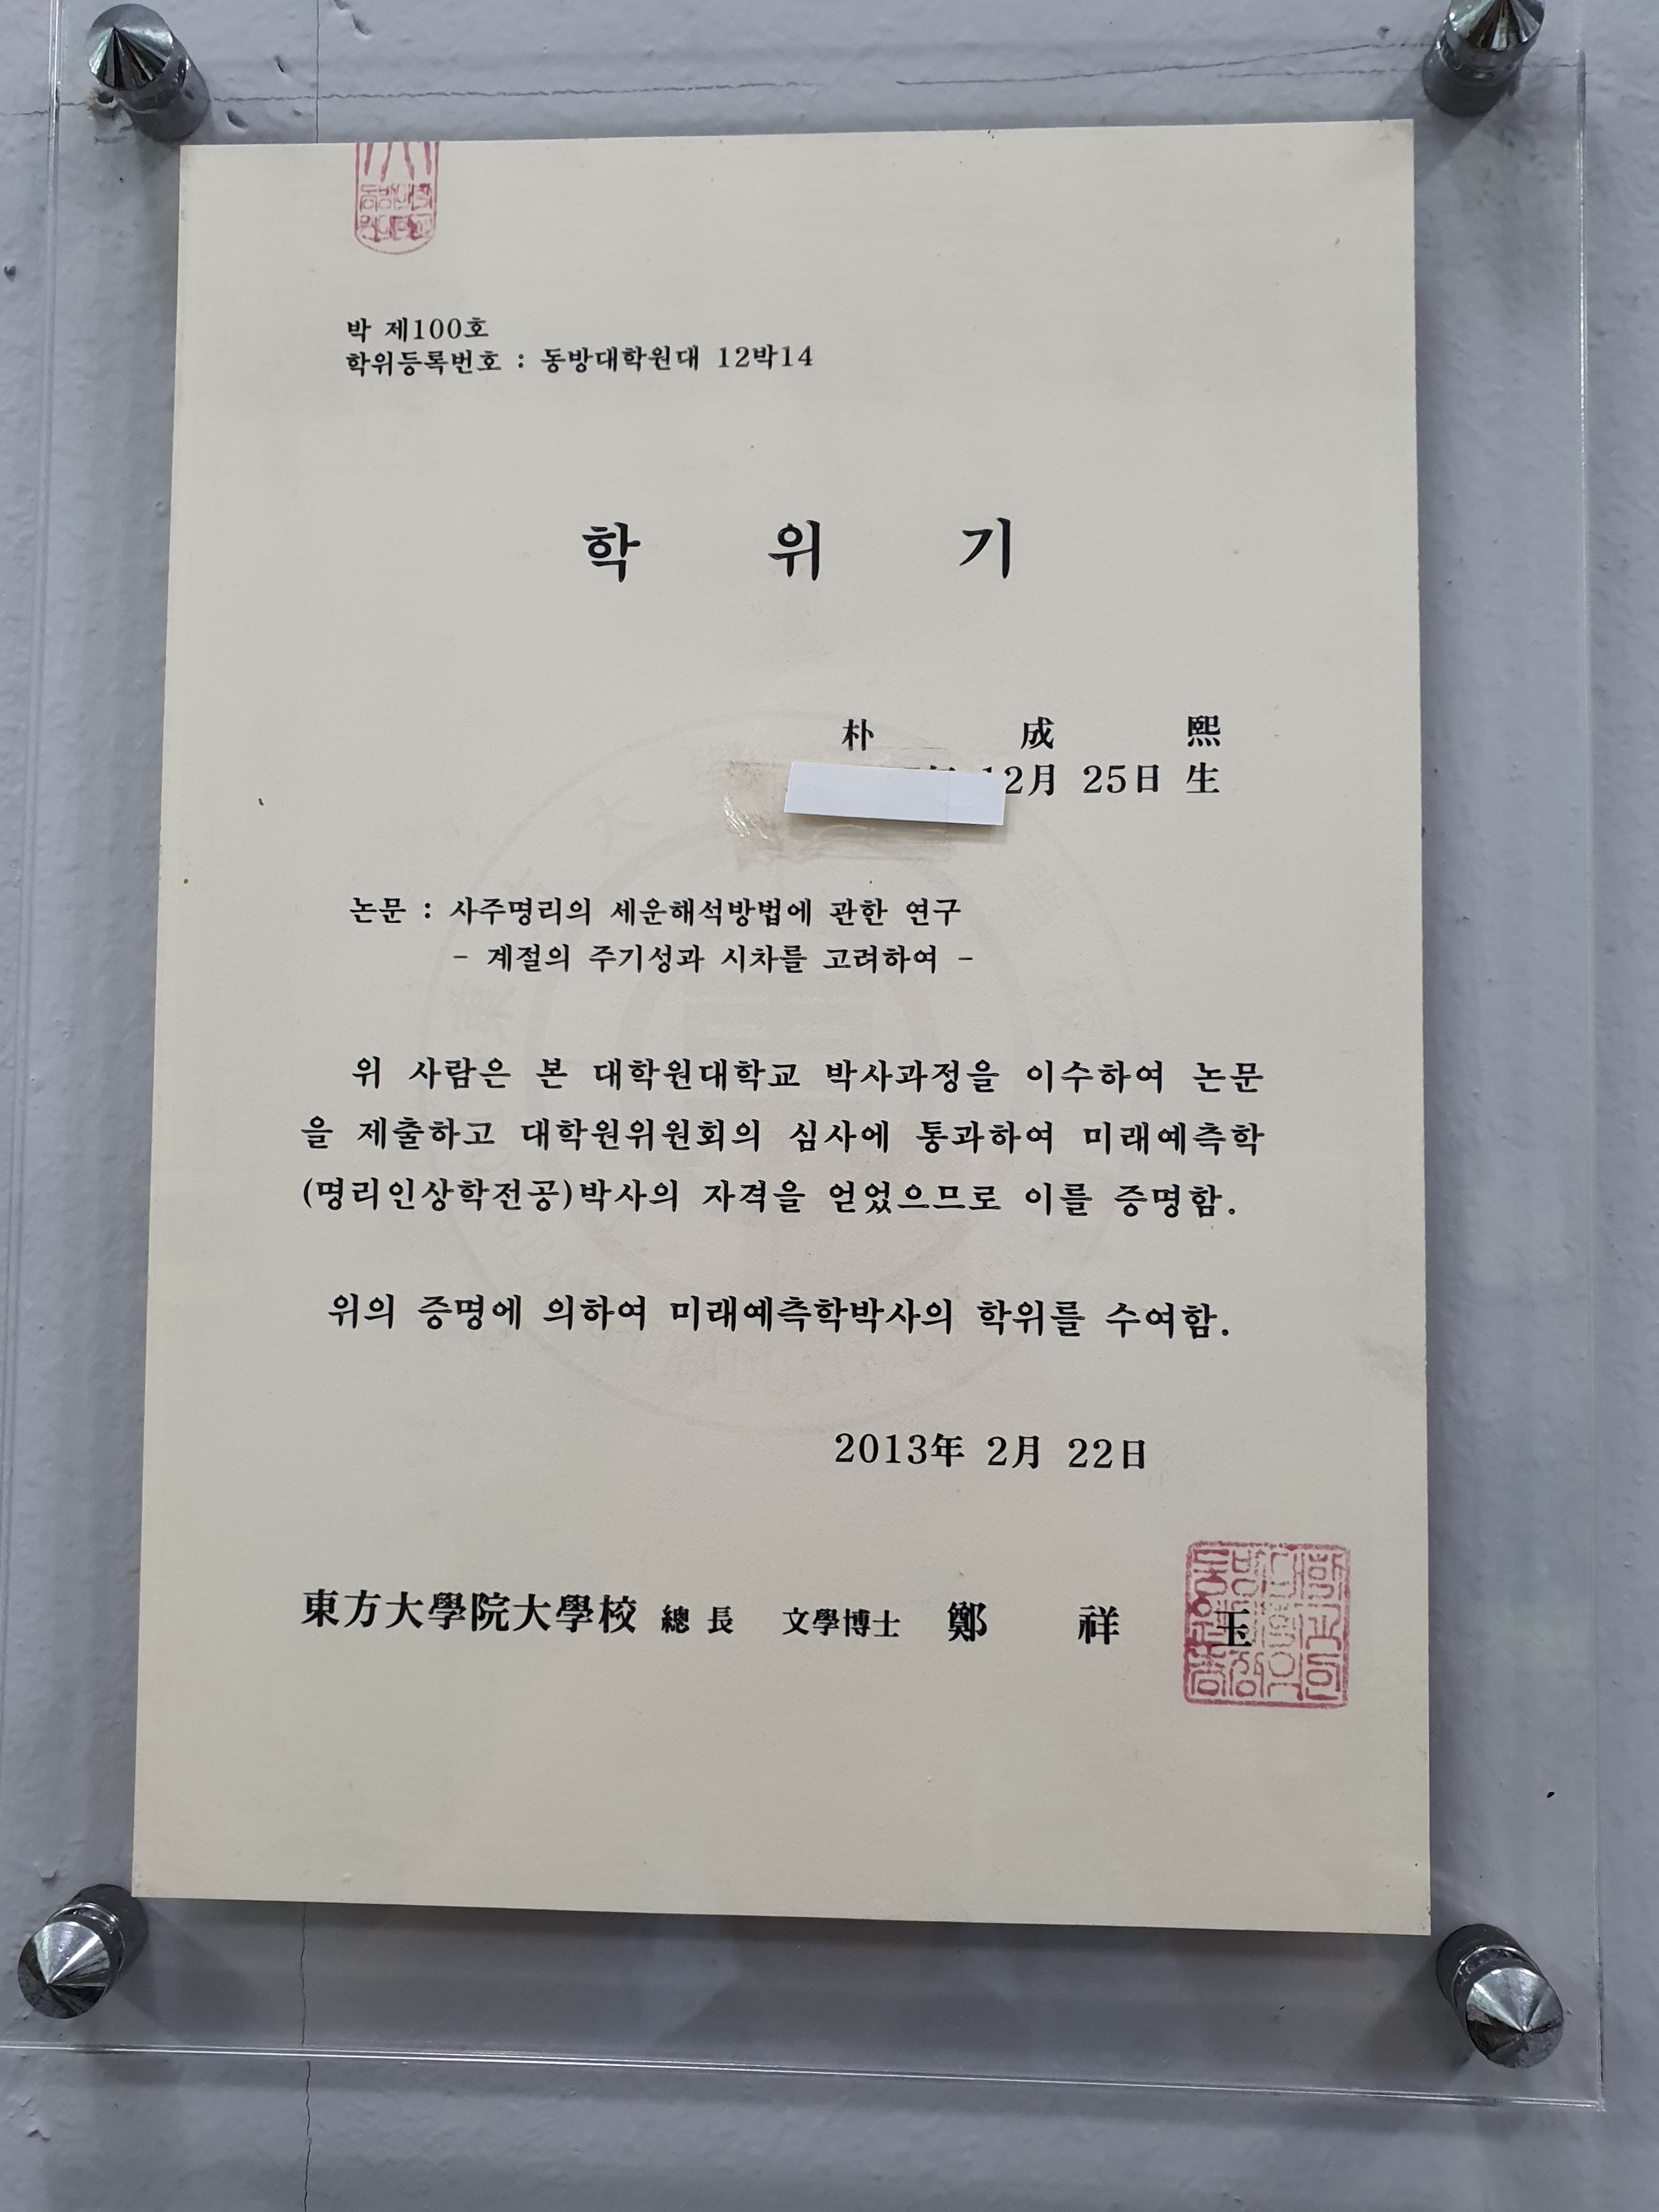 박 제100호
학위등록번호 : 동방대학원대 12박14
학 위 기
朴 成 熙
12月 25日 生
논문 : 사주명리의 세운해석방법에 관한 연구
- 계절의 주기성과 시차를 고려하여 -
위 사람은 본 대학원대학교 박사과정을 이수하여 논문
을 제출하고 대학원위원회의 심사에 통과하여 미래예측학
(명리인상학전공)박사의 자격을 얻었으므로 이를 증명함.
위의 증명에 의하여 미래예측학박사의 학위를 수여함.
2013年 2月 22日
東方大學院大學校 總 長 文學博士 鄭 祥 玉